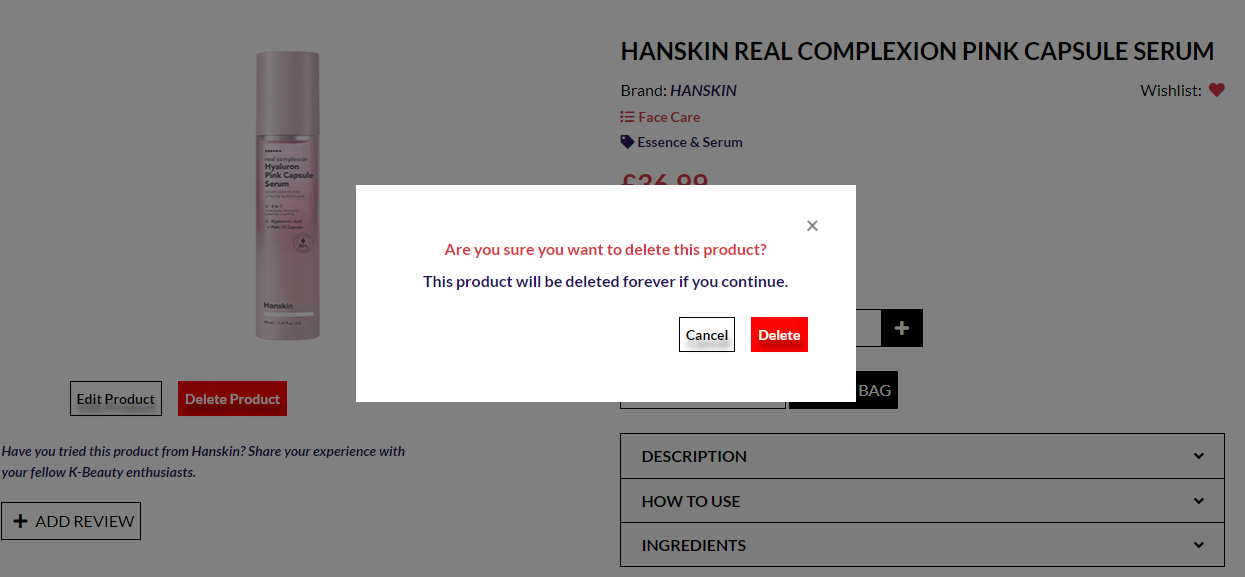 HANSKIN REAL COMPLEXION PINK CAPSULE SERUM
Brand: HANSKIN
Wishlist:
Face Care
Essence & Serum
£36.99
real complexion
Hyaluron
Pink Capsule
Serum
Hanskin
×
Are you sure you want to delete this product?
This product will be deleted forever if you continue.
Cancel
Delete
+
BAG
Edit Product
Delete Product
Have you tried this product from Hanskin? Share your experience with
your fellow K-Beauty enthusiasts.
+ ADD REVIEW
DESCRIPTION
HOW TO USE
INGREDIENTS